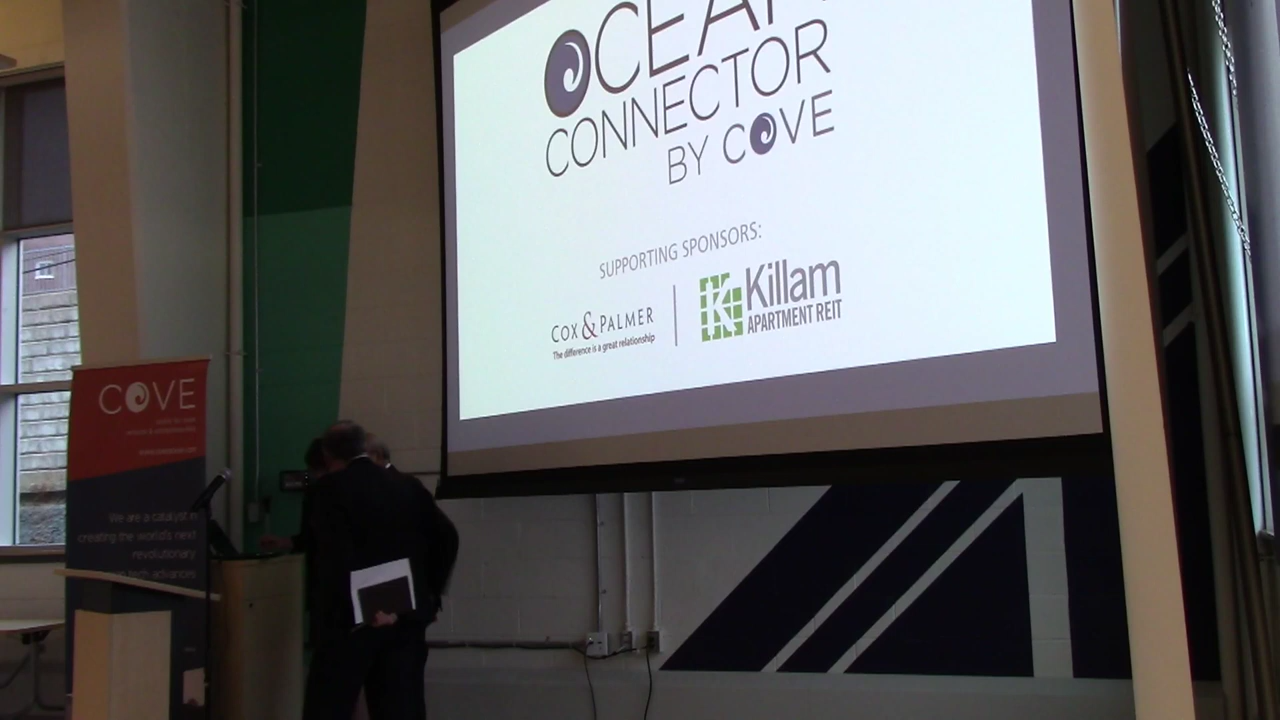 OCEAN
CONNECTOR
BY COVE
SUPPORTING SPONSORS:
COX & PALMER
The difference is a great relationship
Killam
APARTMENT REIT
COVE
We are a catalyst in
creating the world's next
revolutionary
tech advances